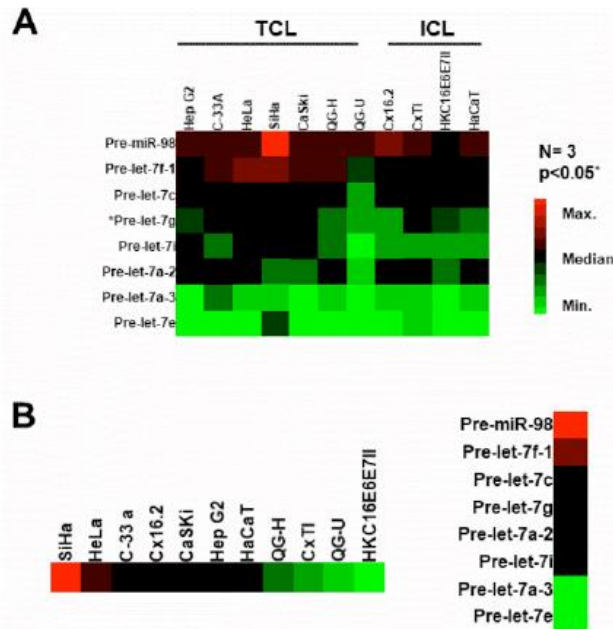 A
TCL
ICL
Hep G2
C-33A
HeLa
SiHa
CaSki
QG-H
QG-U
Cx16.2
CxTI
HKC16E6E7II
HaCaT
Pre-miR-98
Pre-let-7f-1
Pre-let-7c
*Pre-let-7g
Pre-let-7i
Pre-let-7a-2
Pre-let-7a-3
Pre-let-7e
N= 3
p<0.05*
Max.
Median
Min.
B
SiHa
HeLa
C-33 a
Cx16.2
CaSKi
Hep G2
HaCaT
QG-H
CxTI
QG-U
HKC16E6E7II
Pre-miR-98
Pre-let-7f-1
Pre-let-7c
Pre-let-7g
Pre-let-7a-2
Pre-let-7i
Pre-let-7a-3
Pre-let-7e